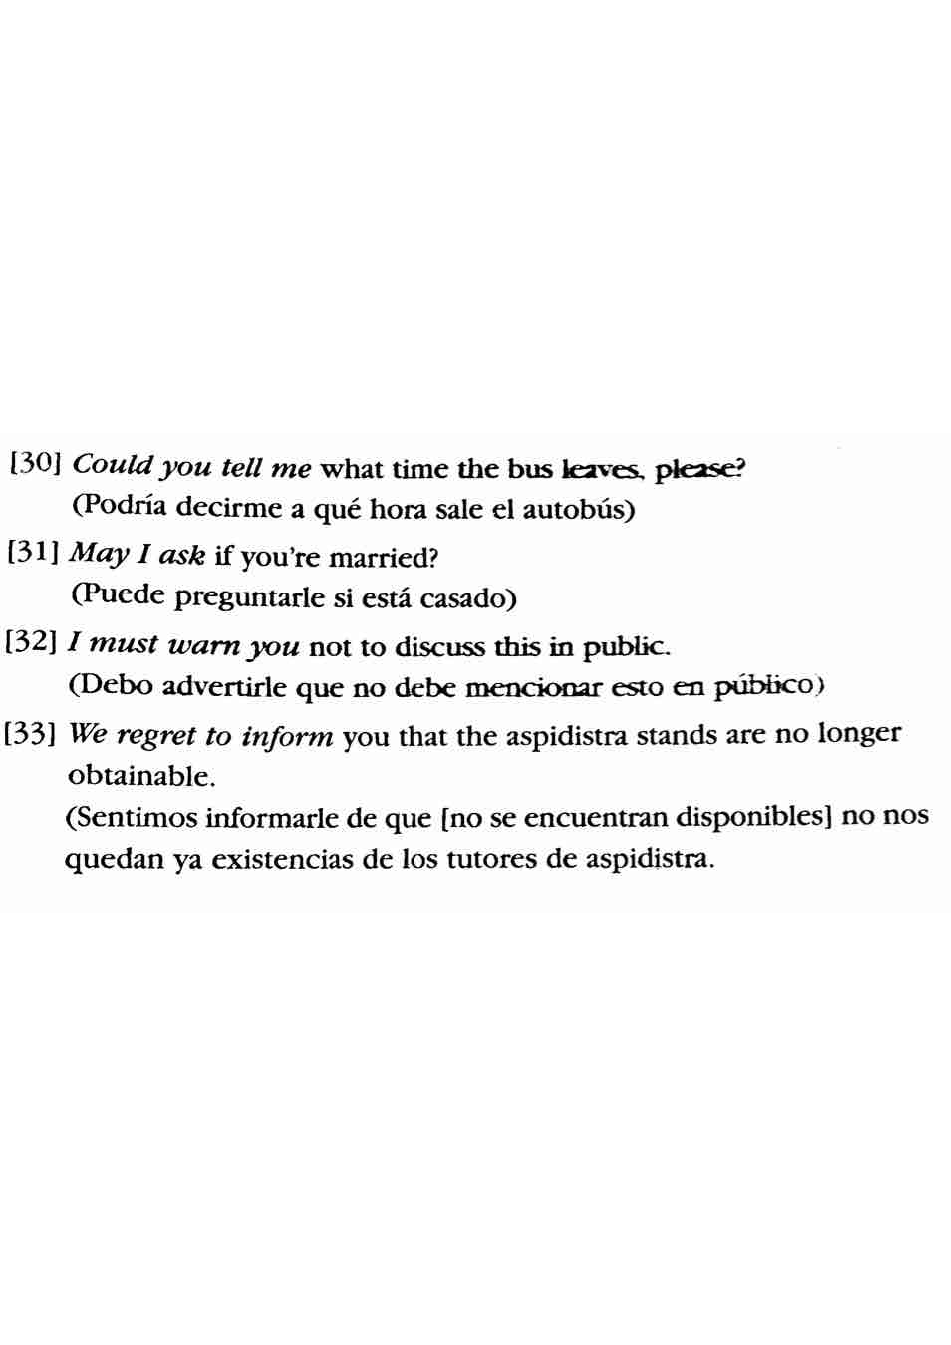 [30] Could you tell me what time the bus leaves, please?
(Podría decirme a qué hora sale el autobús)
[31] May I ask if you're married?
(Puede preguntarle si está casado)
[32] I must warn you not to discuss this in public.
(Debo advertirle que no debe mencionar esto en público)
[33] We regret to inform you that the aspidistra stands are no longer
obtainable.
(Sentimos informarle de que [no se encuentran disponibles] no nos
quedan ya existencias de los tutores de aspidistra.